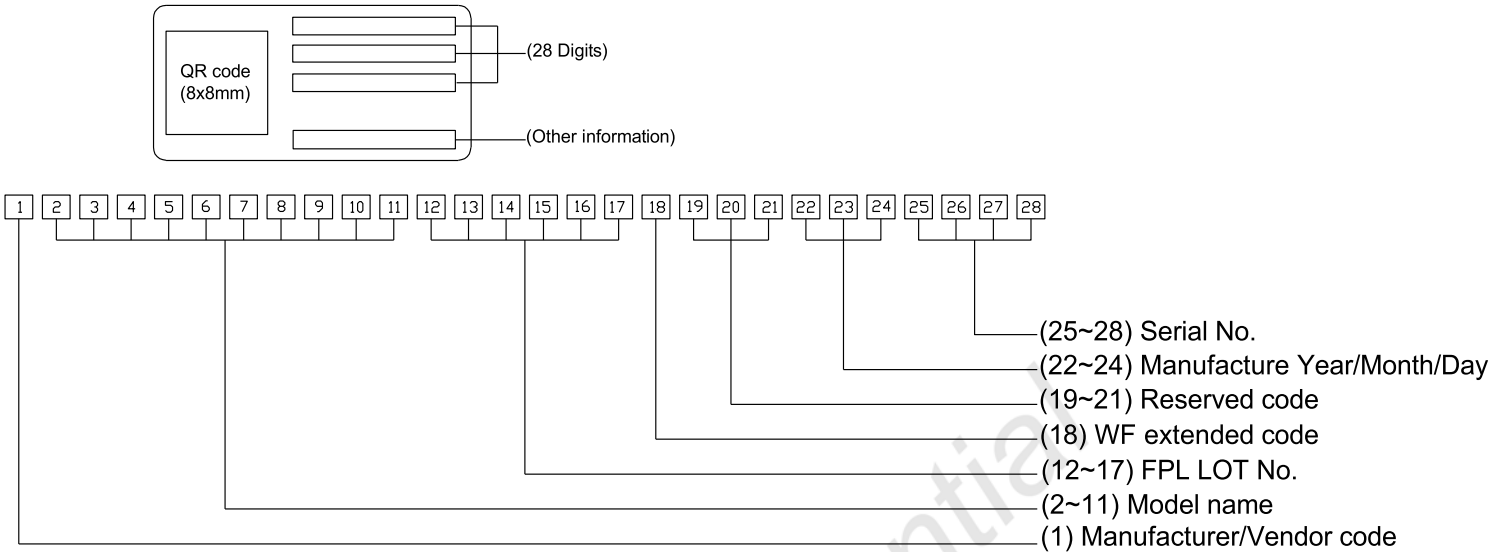 QR code
(8x8mm)
(28 Digits)
(Other information)
1 2 3 4 5 6 7 8 9 10 11 12 13 14 15 16 17 18 19 20 21 22 23 24 25 26 27 28
(25~28) Serial No.
(22~24) Manufacture Year/Month/Day
(19~21) Reserved code
(18) WF extended code
(12~17) FPL LOT No.
(2~11) Model name
(1) Manufacturer/Vendor code
ntial